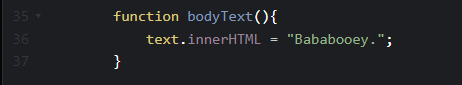 35 ▾ function bodyText(){
36 text.innerHTML = "Bababooey.";
37 }